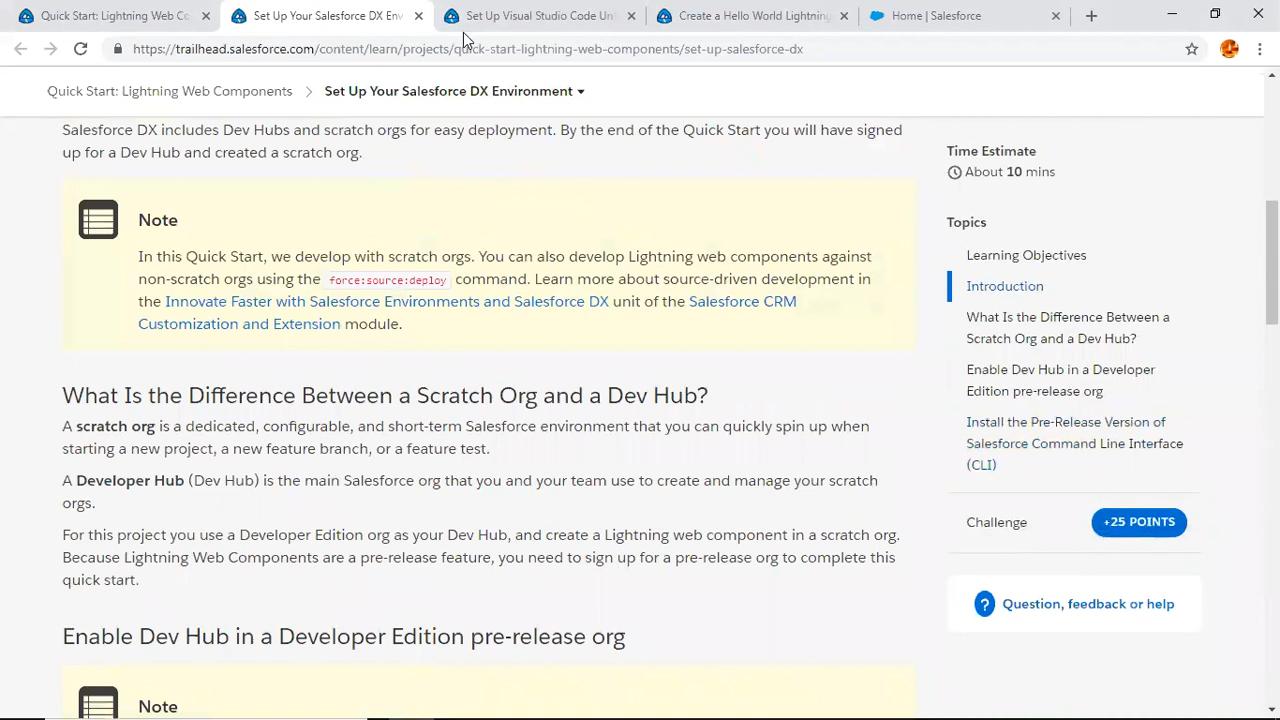 Quick Start: Lightning Web Co
Set Up Your Salesforce DX Env
Set Up Visual Studio Code Un
Create a Hello World Lightning
Home | Salesforce
https://trailhead.salesforce.com/content/learn/projects/quick-start-lightning-web-components/set-up-salesforce-dx
Quick Start: Lightning Web Components > Set Up Your Salesforce DX Environment
Salesforce DX includes Dev Hubs and scratch orgs for easy deployment. By the end of the Quick Start you will have signed
up for a Dev Hub and created a scratch org.
Note
In this Quick Start, we develop with scratch orgs. You can also develop Lightning web components against
non-scratch orgs using the force:source:deploy command. Learn more about source-driven development in
the Innovate Faster with Salesforce Environments and Salesforce DX unit of the Salesforce CRM
Customization and Extension module.
What Is the Difference Between a Scratch Org and a Dev Hub?
A scratch org is a dedicated, configurable, and short-term Salesforce environment that you can quickly spin up when
starting a new project, a new feature branch, or a feature test.
A Developer Hub (Dev Hub) is the main Salesforce org that you and your team use to create and manage your scratch
orgs.
For this project you use a Developer Edition org as your Dev Hub, and create a Lightning web component in a scratch org.
Because Lightning Web Components are a pre-release feature, you need to sign up for a pre-release org to complete this
quick start.
Enable Dev Hub in a Developer Edition pre-release org
Note
Time Estimate
About 10 mins
Topics
Learning Objectives
Introduction
What Is the Difference Between a
Scratch Org and a Dev Hub?
Enable Dev Hub in a Developer
Edition pre-release org
Install the Pre-Release Version of
Salesforce Command Line Interface
(CLI)
Challenge
+25 POINTS
? Question, feedback or help